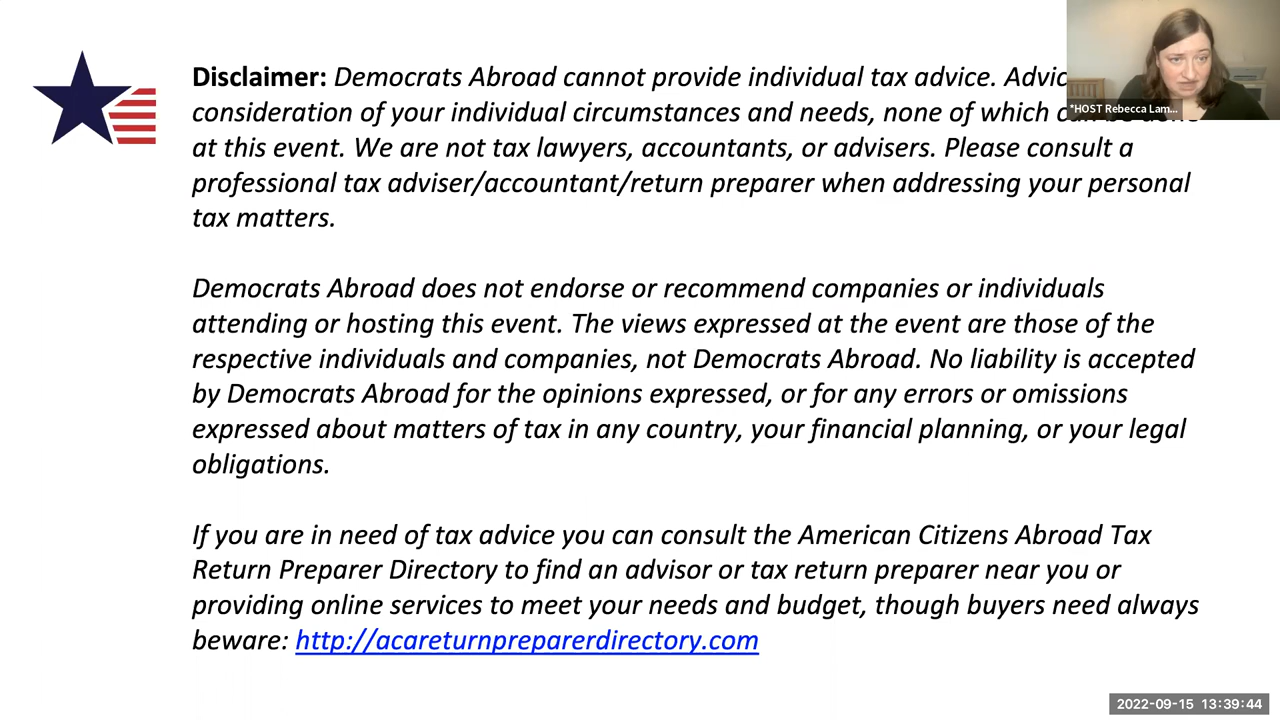 Disclaimer: Democrats Abroad cannot provide individual tax advice. Advic
consideration of your individual circumstances and needs, none of which can be done
at this event. We are not tax lawyers, accountants, or advisers. Please consult a
professional tax adviser/accountant/return preparer when addressing your personal
tax matters.
Democrats Abroad does not endorse or recommend companies or individuals
attending or hosting this event. The views expressed at the event are those of the
respective individuals and companies, not Democrats Abroad. No liability is accepted
by Democrats Abroad for the opinions expressed, or for any errors or omissions
expressed about matters of tax in any country, your financial planning, or your legal
obligations.
If you are in need of tax advice you can consult the American Citizens Abroad Tax
Return Preparer Directory to find an advisor or tax return preparer near you or
providing online services to meet your needs and budget, though buyers need always
beware: http://acareturnpreparerdirectory.com
*HOST Rebecca Lam...
2022-09-15 13:39:44